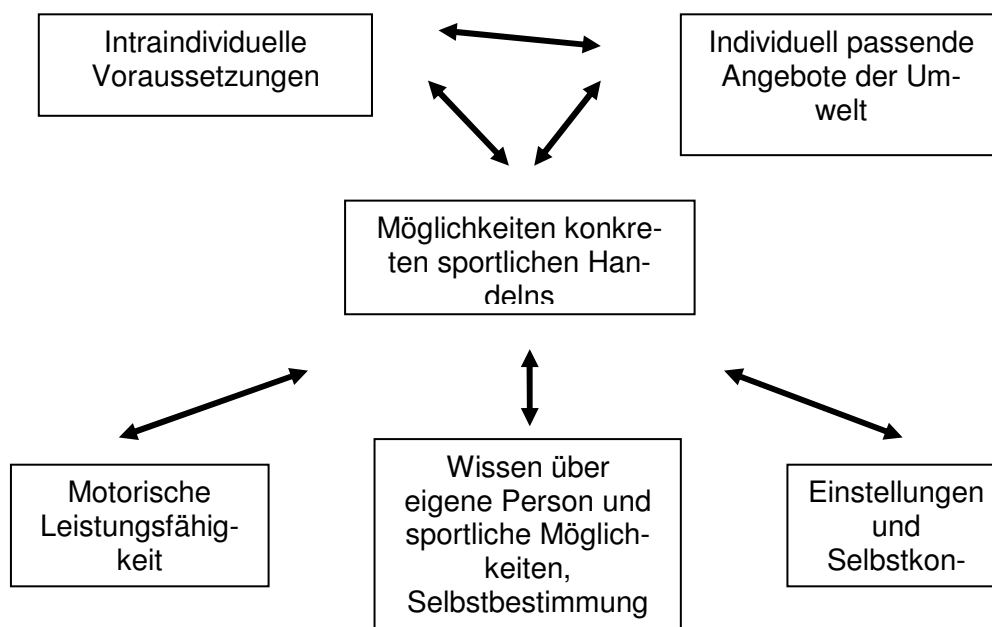 Intraindividuelle
Voraussetzungen
Individuell passende
Angebote der Um-
welt
Möglichkeiten konkre-
ten sportlichen Han-
delns
Motorische
Leistungsfähig-
keit
Wissen über
eigene Person und
sportliche Möglich-
keiten,
Selbstbestimmung
Einstellungen
und
Selbstkon-